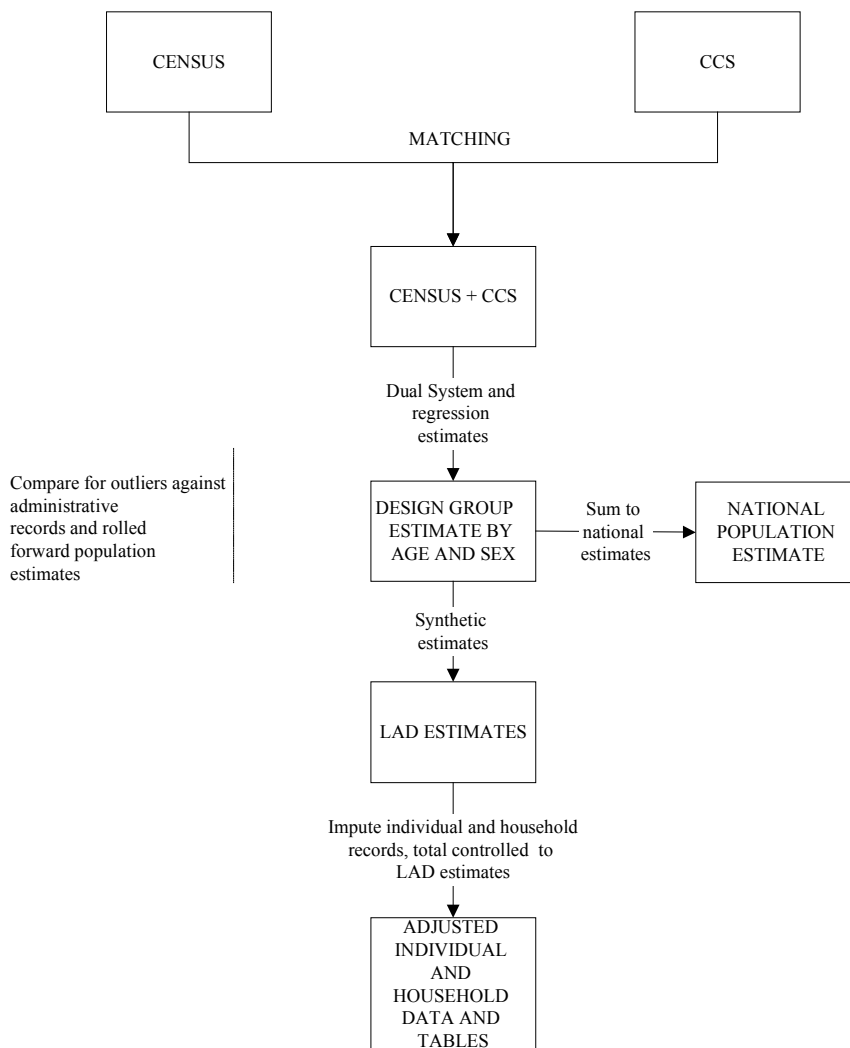 CENSUS
CCS
MATCHING
CENSUS + CCS
Dual System and
regression
estimates
Compare for outliers against
administrative
records and rolled
forward population
estimates
DESIGN GROUP
ESTIMATE BY
AGE AND SEX
Sum to
national
estimates
NATIONAL
POPULATION
ESTIMATE
Synthetic
estimates
LAD ESTIMATES
Impute individual and household
records, total controlled to
LAD estimates
ADJUSTED
INDIVIDUAL
AND
HOUSEHOLD
DATA AND
TABLES